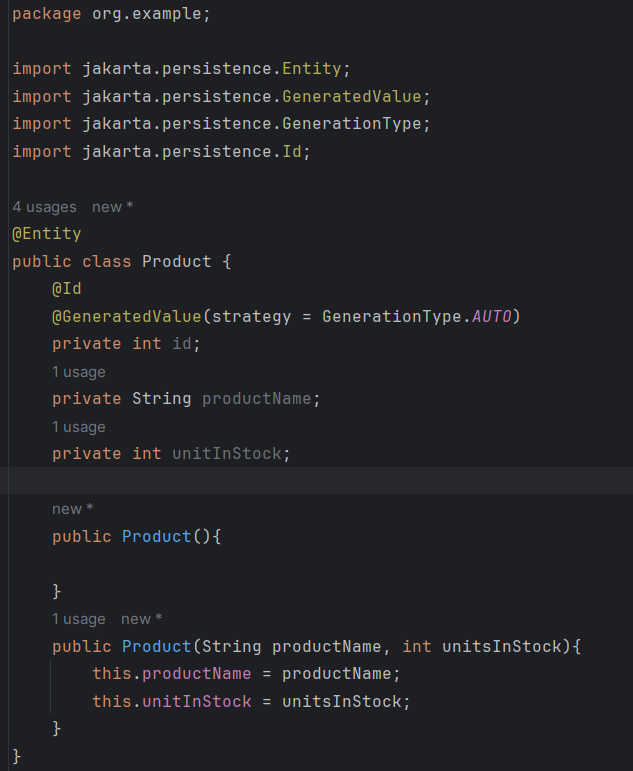 package org.example;
import jakarta.persistence.Entity;
import jakarta.persistence.GeneratedValue;
import jakarta.persistence.GenerationType;
import jakarta.persistence.Id;
4 usages   new *
@Entity
public class Product {
    @Id
    @GeneratedValue(strategy = GenerationType.AUTO)
    private int id;
    1 usage
    private String productName;
    1 usage
    private int unitInStock;
    new *
    public Product(){
    }
    1 usage   new *
    public Product(String productName, int unitsInStock){
        this.productName = productName;
        this.unitInStock = unitsInStock;
    }
}